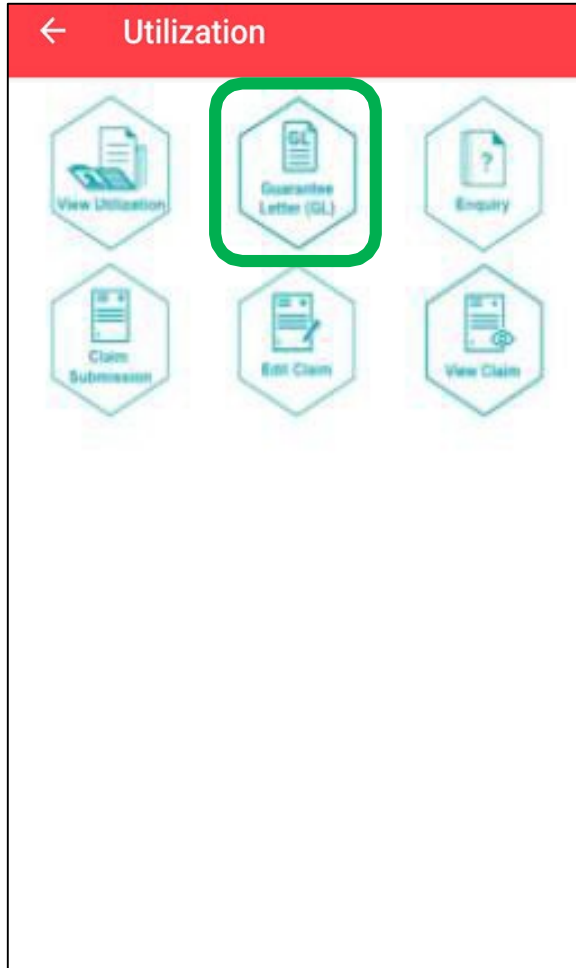 Utilization
View Utilization
GL
Guarantee
Letter (GL)
?
Enquiry
Claim
Submission
Edit Claim
View Claim